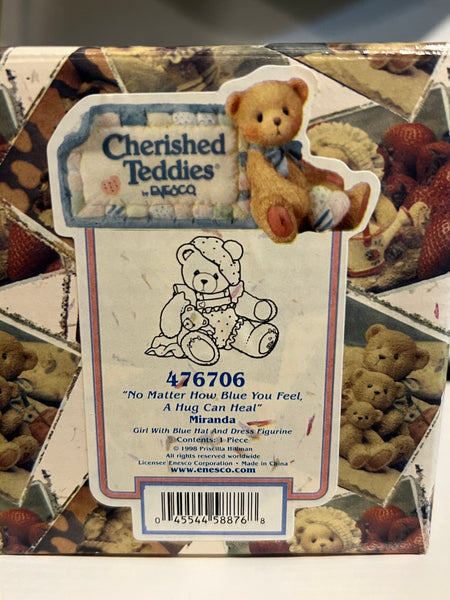 Cherished
Teddies®
by ENESCO
476706
"No Matter How Blue You Feel,
A Hug Can Heal"
Miranda
Girl With Blue Hat And Dress Figurine
Contents: 1 Piece
© 1998 Priscilla Hillman
All rights reserved worldwide
Licensee Enesco Corporation • Made in China
www.enesco.com
0 45544 58876 8